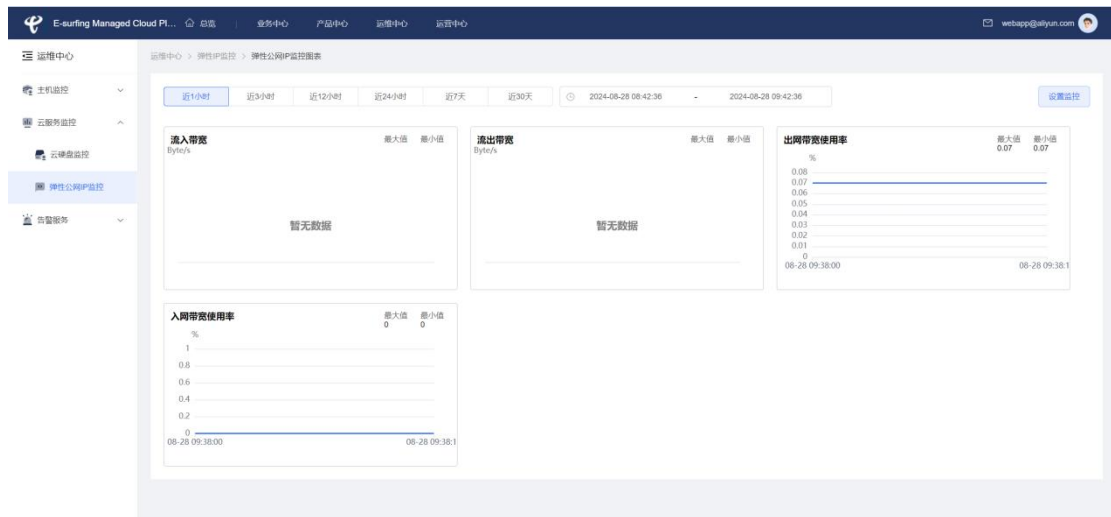 E-surfing Managed Cloud Pl... 总览 业务中心 产品中心 运维中心 运营中心 webapp@aliyun.com
运维中心
运维中心 > 弹性IP监控 > 弹性公网IP监控图表
主机监控
云服务监控
云硬盘监控
弹性公网IP监控
告警服务
近1小时 近3小时 近12小时 近24小时 近7天 近30天 2024-08-28 08:42:36 - 2024-08-28 09:42:36 设置监控
流入带宽 最大值 最小值
Byte/s
暂无数据
流出带宽 最大值 最小值
Byte/s
暂无数据
出网带宽使用率 最大值 最小值
0.07 0.07
%
0.08
0.07
0.06
0.05
0.04
0.03
0.02
0.01
0
08-28 09:38:00 08-28 09:38:1
入网带宽使用率 最大值 最小值
0 0
%
1
0.8
0.6
0.4
0.2
0
08-28 09:38:00 08-28 09:38:1